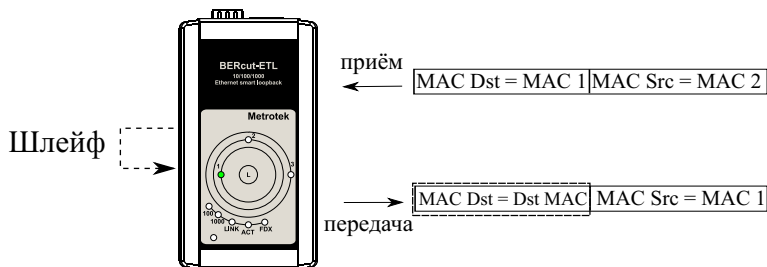 BERcut-ETL
10/100/1000
Ethernet smart loopback
Metrotek
приём
MAC Dst = MAC 1 MAC Src = MAC 2
Шлейф
2
1
3
L
100
1000
LINK
ACT
FDX
передача
MAC Dst = Dst MAC MAC Src = MAC 1